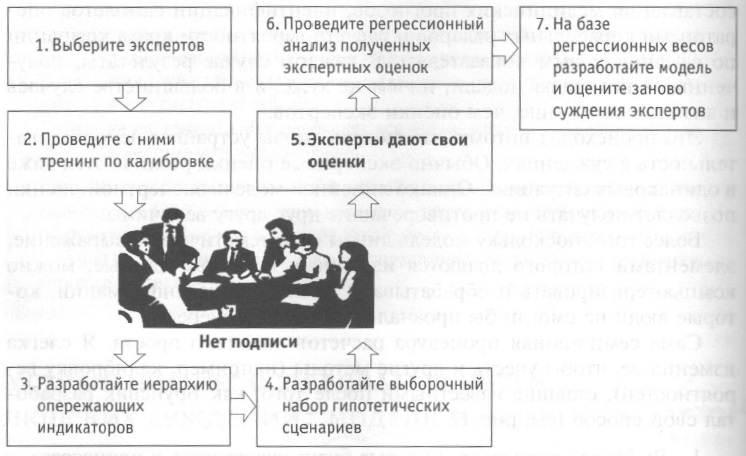 1. Выберите экспертов
2. Проведите с ними
тренинг по калибровке
Нет подписи
3. Разработайте иерархию
опережающих
индикаторов
4. Разработайте выборочный
набор гипотетических
сценариев
5. Эксперты дают свои
оценки
6. Проведите регрессионный
анализ полученных
экспертных оценок
7. На базе
регрессионных весов
разработайте модель
и оцените заново
суждения экспертов